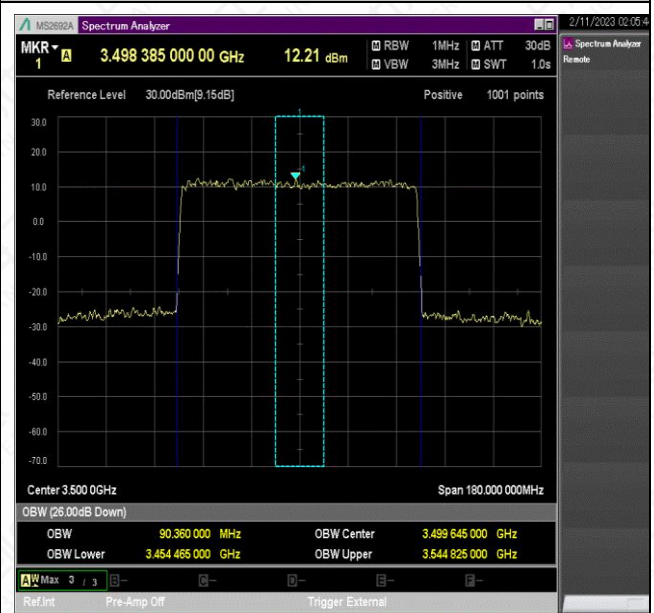 MS2692A Spectrum Analyzer
2/11/2023 02:05:4
MKR 1 A 3.498 385 000 00 GHz 12.21 dBm M RBW 1MHz M ATT 30dB
M VBW 3MHz M SWT 1.0s
Spectrum Analyzer
Remote
Reference Level 30.00dBm[9.15dB] Positive 1001 points
1
30.0
20.0
1
10.0
0.0
-10.0
-20.0
-30.0
-40.0
-50.0
-60.0
-70.0
Center 3.500 0GHz Span 180.000 000MHz
OBW (26.00dB Down)
OBW 90.360 000 MHz OBW Center 3.499 645 000 GHz
OBW Lower 3.454 465 000 GHz OBW Upper 3.544 825 000 GHz
A W Max 3 / 3 B- C- D- E- F-
Ref.Int Pre-Amp Off Trigger External